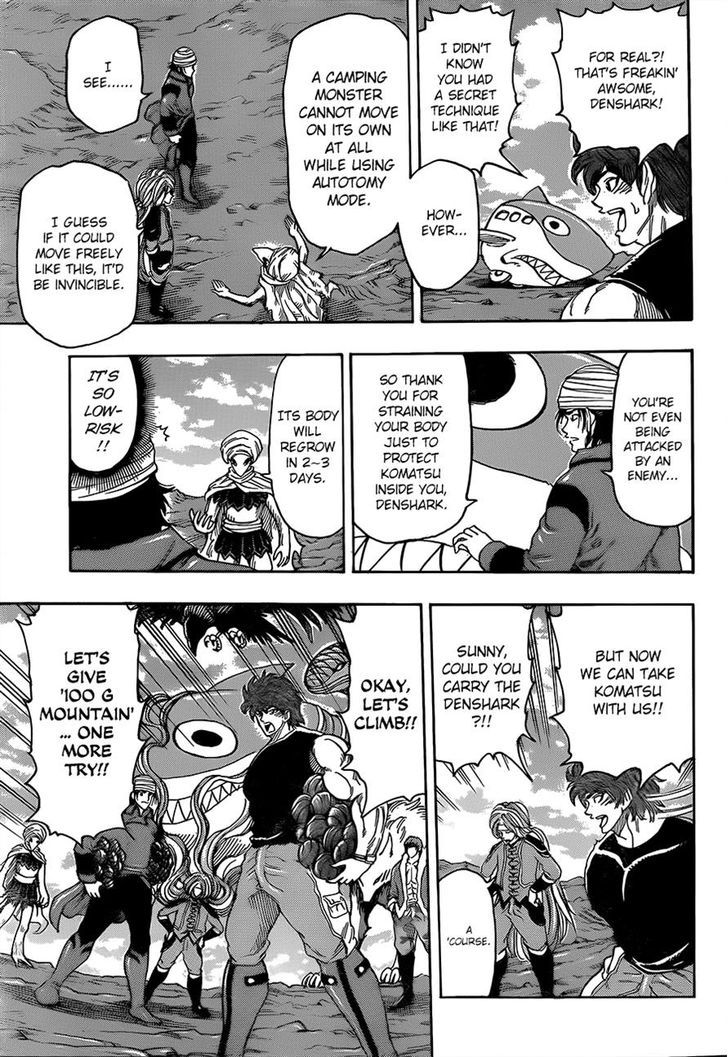 FOR REAL?!
THAT'S FREAKIN'
AWSOME,
DENSHARK!
I DIDN'T
KNOW
YOU HAD
A SECRET
TECHNIQUE
LIKE THAT!
HOW-
EVER...
A CAMPING
MONSTER
CANNOT MOVE
ON ITS OWN
AT ALL
WHILE USING
AUTOTOMY
MODE.
I
SEE......
I GUESS
IF IT COULD
MOVE FREELY
LIKE THIS, IT'D
BE INVINCIBLE.
YOU'RE
NOT EVEN
BEING
ATTACKED
BY AN
ENEMY...
SO THANK
YOU FOR
STRAINING
YOUR BODY
JUST TO
PROTECT
KOMATSU
INSIDE YOU,
DENSHARK.
ITS BODY
WILL
REGROW
IN 2~3
DAYS.
IT'S
SO
LOW-
RISK
!!
BUT NOW
WE CAN TAKE
KOMATSU
WITH US!!
SUNNY,
COULD YOU
CARRY THE
DENSHARK
?!!
A
'COURSE.
OKAY,
LET'S
CLIMB!!
LET'S
GIVE
'100 G
MOUNTAIN'
... ONE
MORE
TRY!!